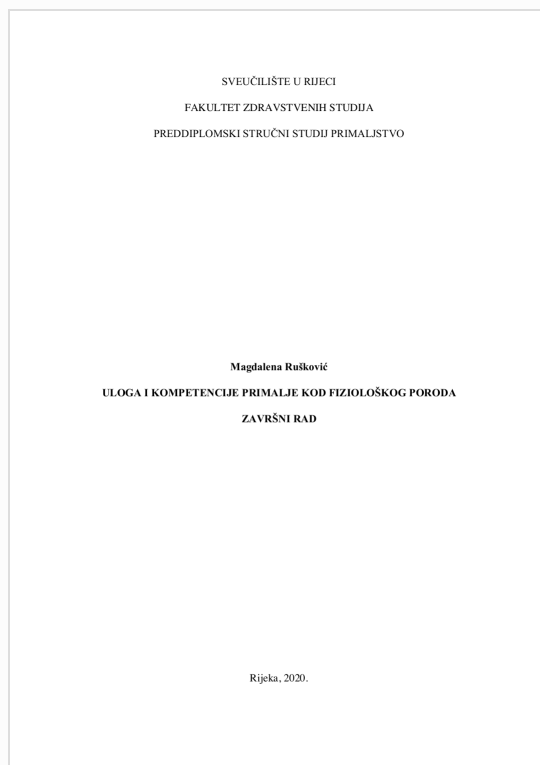 SVEUČILIŠTE U RIJECI
FAKULTET ZDRAVSTVENIH STUDIJA
PREDDIPLOMSKI STRUČNI STUDIJ PRIMALJSTVO
Magdalena Rušković
ULOGA I KOMPETENCIJE PRIMALJE KOD FIZIOLOŠKOG PORODA
ZAVRŠNI RAD
Rijeka, 2020.